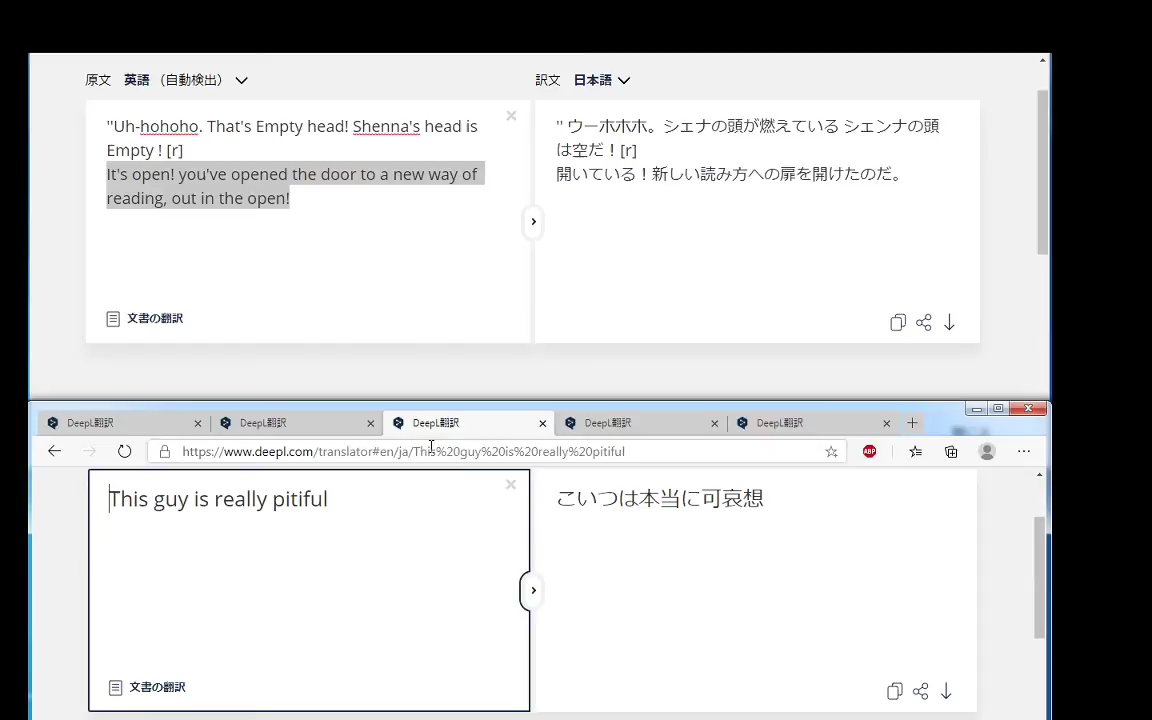 原文 英語 (自動検出)
訳文 日本語
"Uh-hohoho. That's Empty head! Shenna's head is
Empty ! [r]
It's open! you've opened the door to a new way of
reading, out in the open!
" ウーホホホ。シェナの頭が燃えている シェンナの頭
は空だ！[r]
開いている！新しい読み方への扉を開けたのだ。
文書の翻訳
DeepL翻訳
DeepL翻訳
DeepL翻訳
DeepL翻訳
DeepL翻訳
https://www.deepl.com/translator#en/ja/This%20guy%20is%20really%20pitiful
ABP
This guy is really pitiful
こいつは本当に可哀想
文書の翻訳